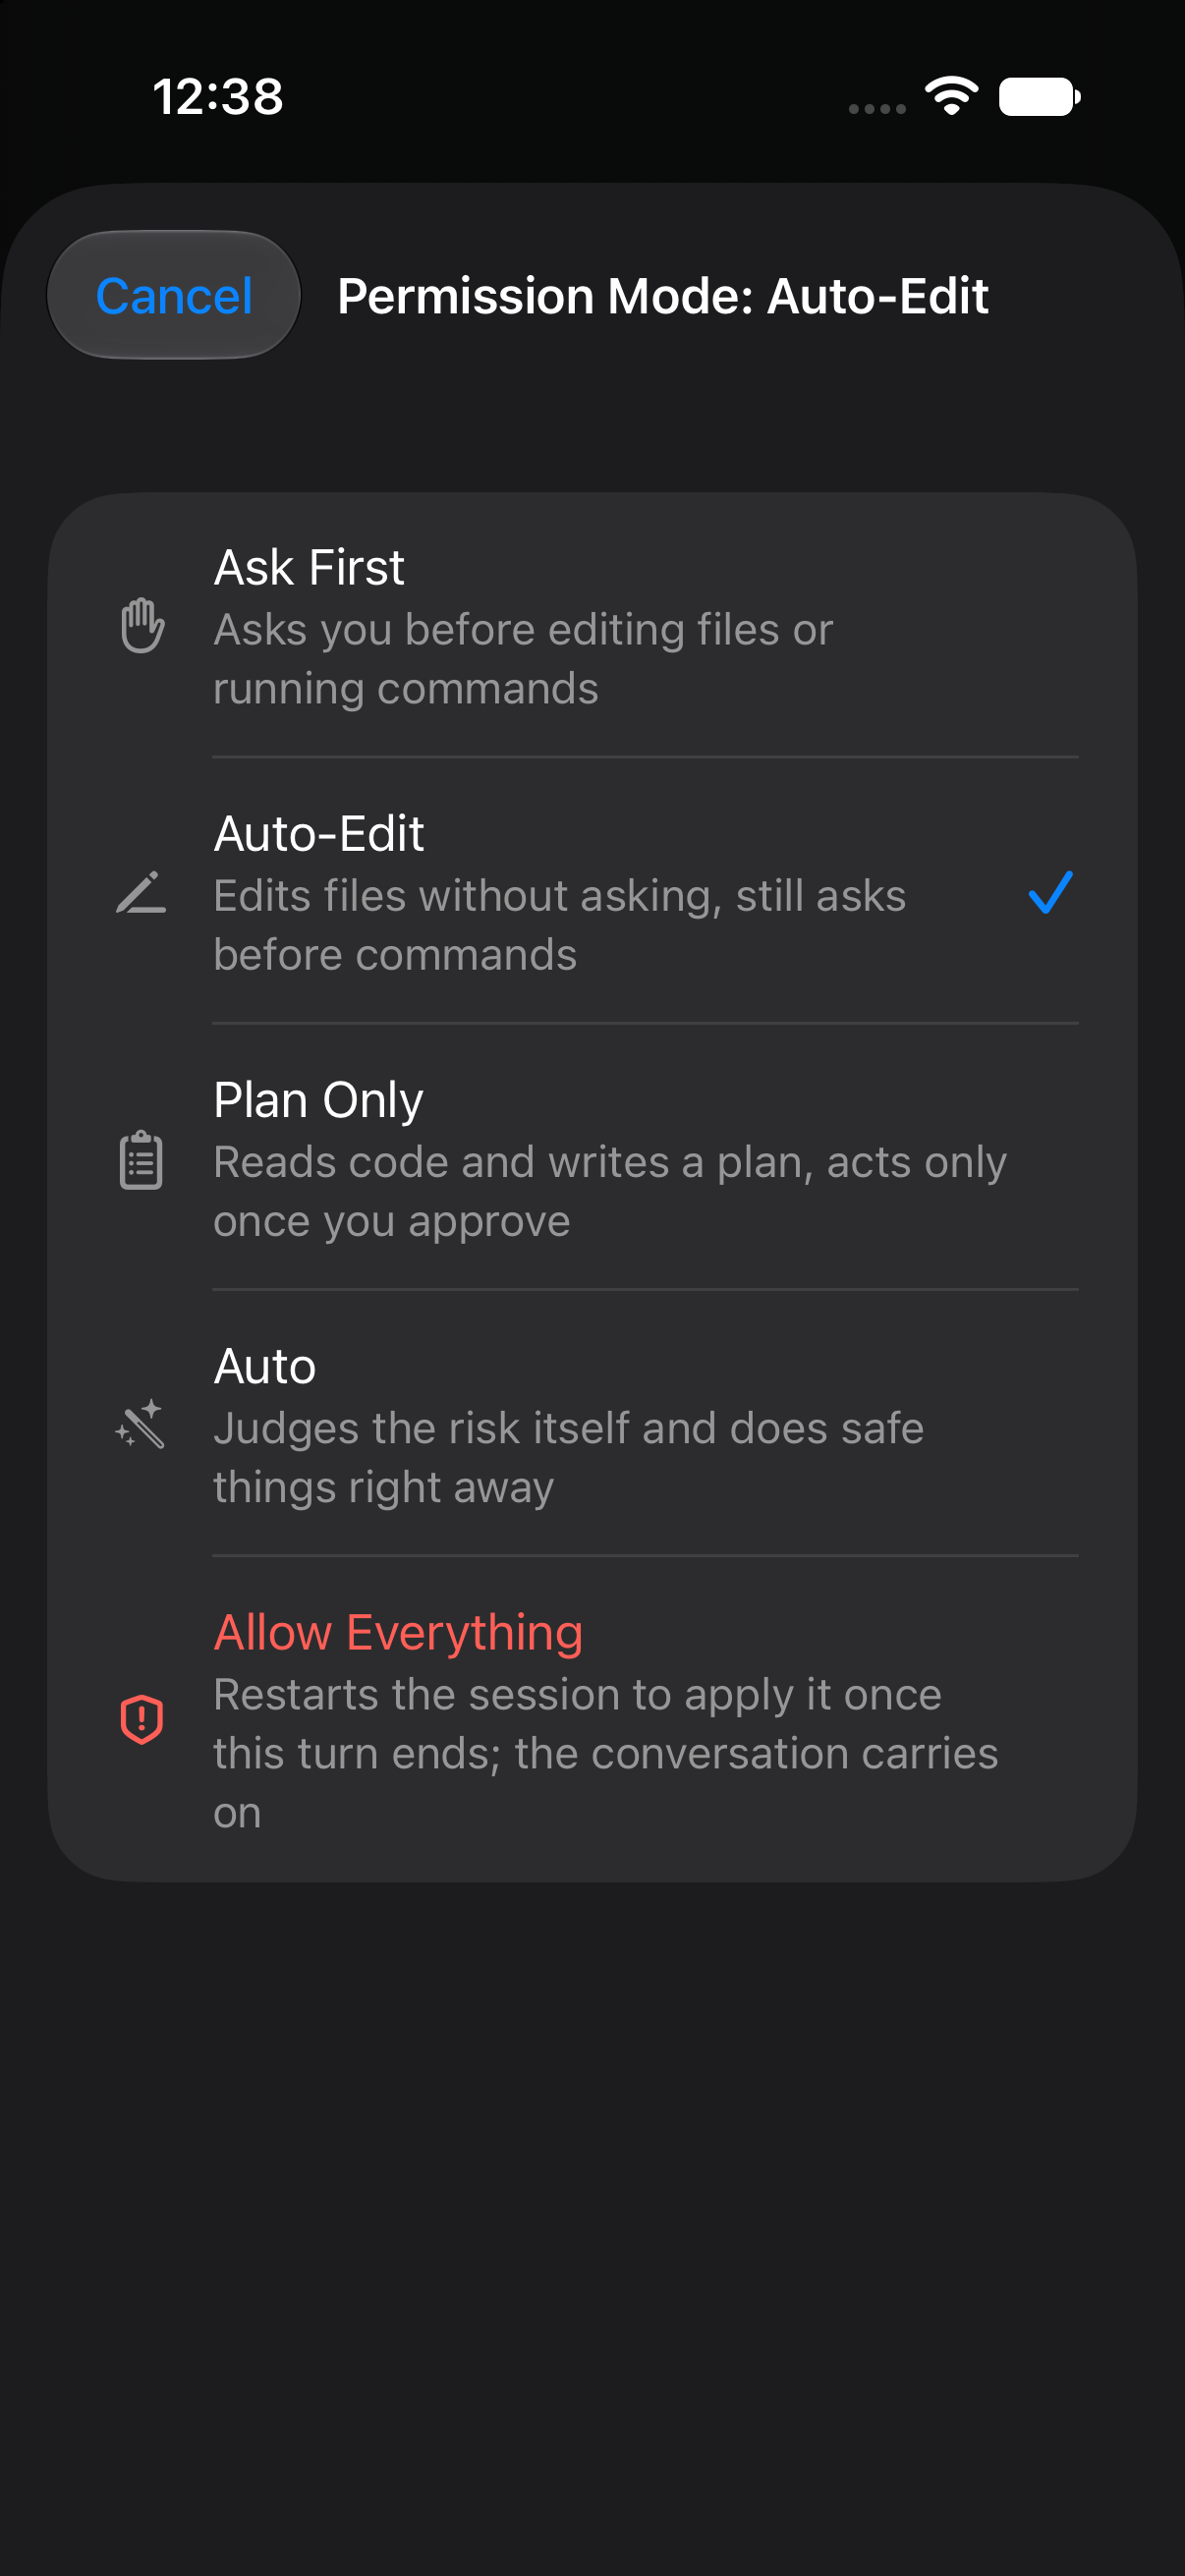 12:38
Cancel
Permission Mode: Auto-Edit
Ask First
Asks you before editing files or
running commands
Auto-Edit
Edits files without asking, still asks
before commands
Plan Only
Reads code and writes a plan, acts only
once you approve
Auto
Judges the risk itself and does safe
things right away
Allow Everything
Restarts the session to apply it once
this turn ends; the conversation carries
on